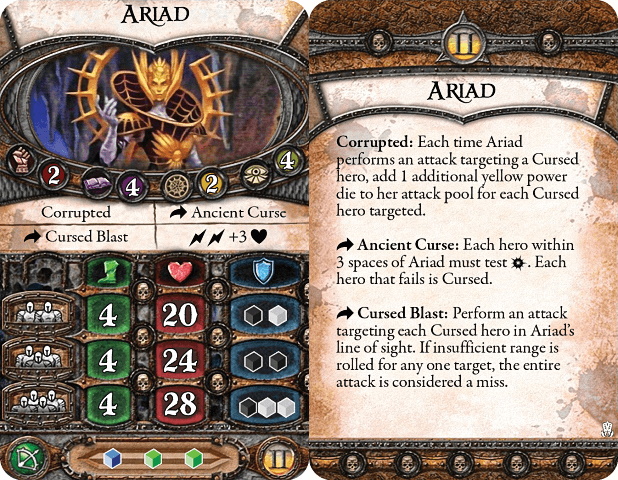 ARIAD
2
4
2
4
Corrupted
Ancient Curse
Cursed Blast
+3
4
20
4
24
4
28
II
II
ARIAD
Corrupted: Each time Ariad
performs an attack targeting a Cursed
hero, add 1 additional yellow power
die to her attack pool for each Cursed
hero targeted.
Ancient Curse: Each hero within
3 spaces of Ariad must test . Each
hero that fails is Cursed.
Cursed Blast: Perform an attack
targeting each Cursed hero in Ariad's
line of sight. If insufficient range is
rolled for any one target, the entire
attack is considered a miss.